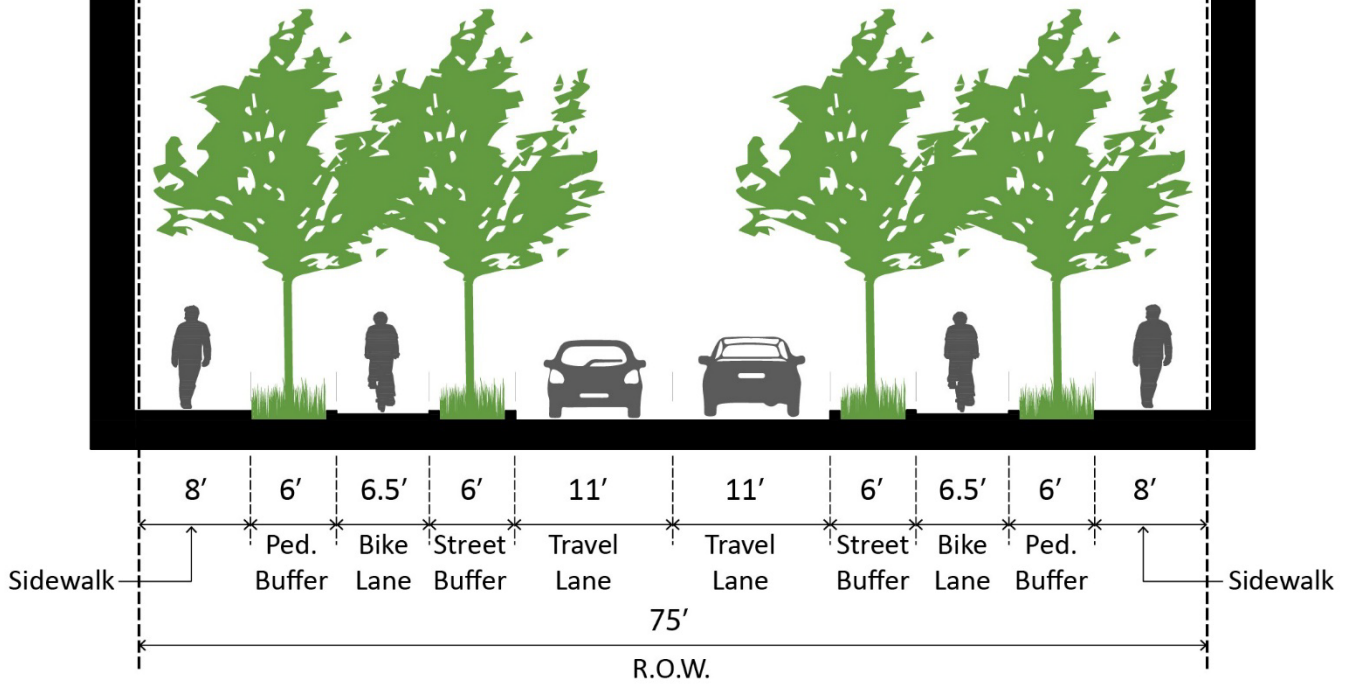 8′ 6′ 6.5′ 6′ 11′ 11′ 6′ 6.5′ 6′ 8′
Ped. Bike Street Travel Travel Street Bike Ped.
Sidewalk Buffer Lane Buffer Lane Lane Buffer Lane Buffer Sidewalk
75′
R.O.W.